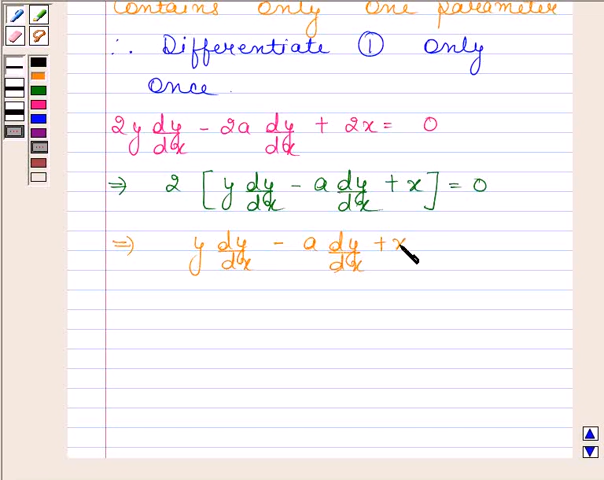 Contains Only One parameter
∴ Differentiate ① Only
Once.
2y dy/dx - 2a dy/dx + 2x = 0
⇒ 2 [ y dy/dx - a dy/dx + x ] = 0
⇒ y dy/dx - a dy/dx + x